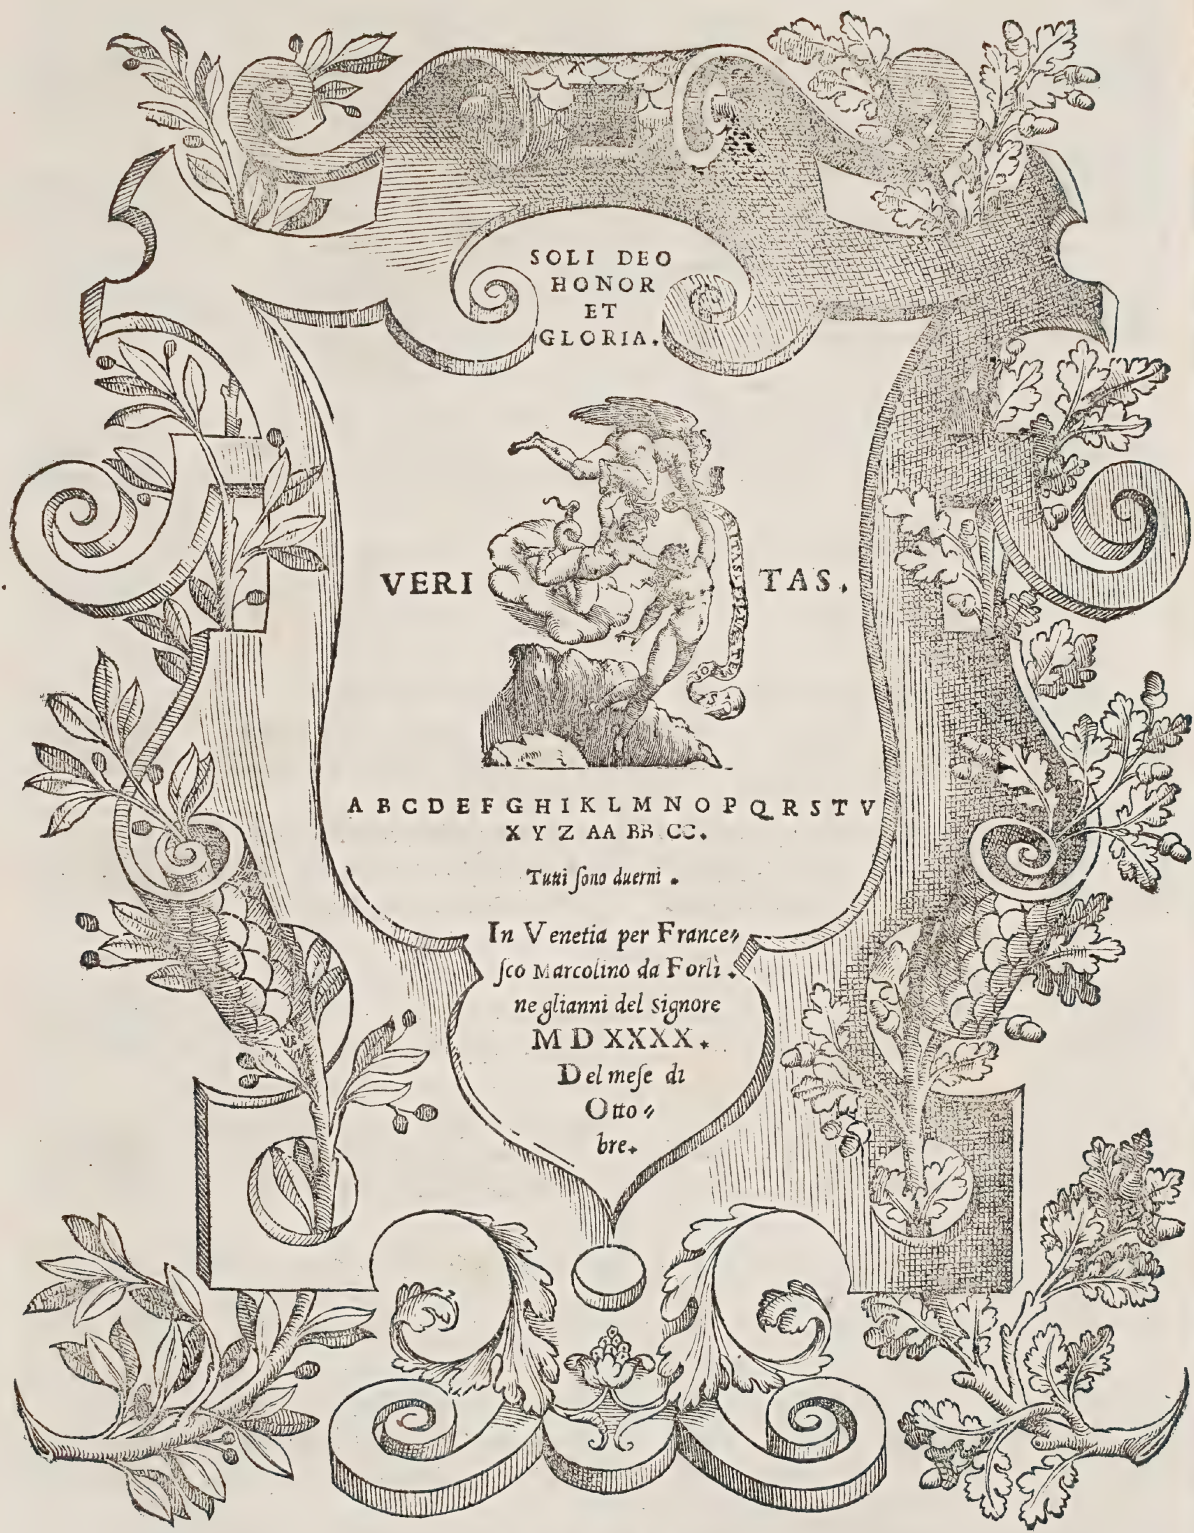 SOLI DEO
HONOR
ET
GLORIA.
VERI TAS.
A B C D E F G H I K L M N O P Q R S T V
X Y Z AA BB CC.
Tutti ſono duerni .
In Venetia per France⸗
ſco Marcolino da Forlì .
ne glianni del signore
M D XXXX.
Del meſe di
Otto⸗
bre.